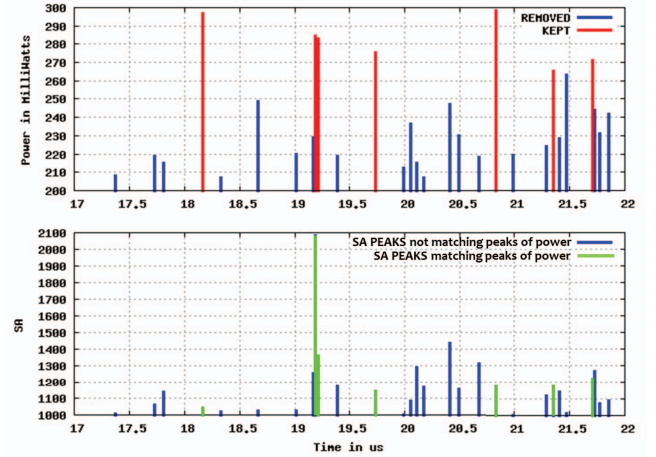 300
290
280
270
260
250
240
230
220
210
200
Power in MilliWatts
REMOVED
KEPT
17 17.5 18 18.5 19 19.5 20 20.5 21 21.5 22
2100
2000
1900
1800
1700
1600
1500
1400
1300
1200
1100
1000
SA
SA PEAKS not matching peaks of power
SA PEAKS matching peaks of power
17 17.5 18 18.5 19 19.5 20 20.5 21 21.5 22
Time in us